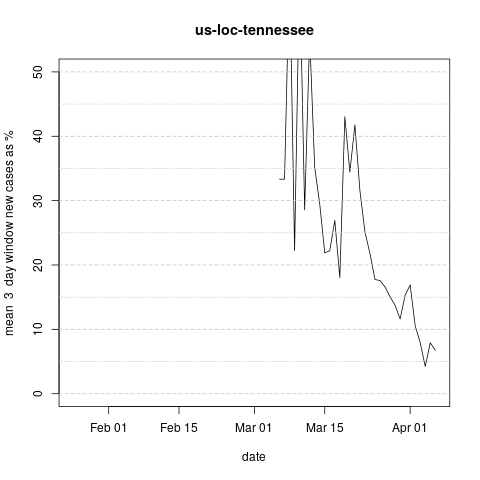 us-loc-tennessee
mean 3 day window new cases as %
50
40
30
20
10
0
Feb 01 Feb 15 Mar 01 Mar 15 Apr 01
date